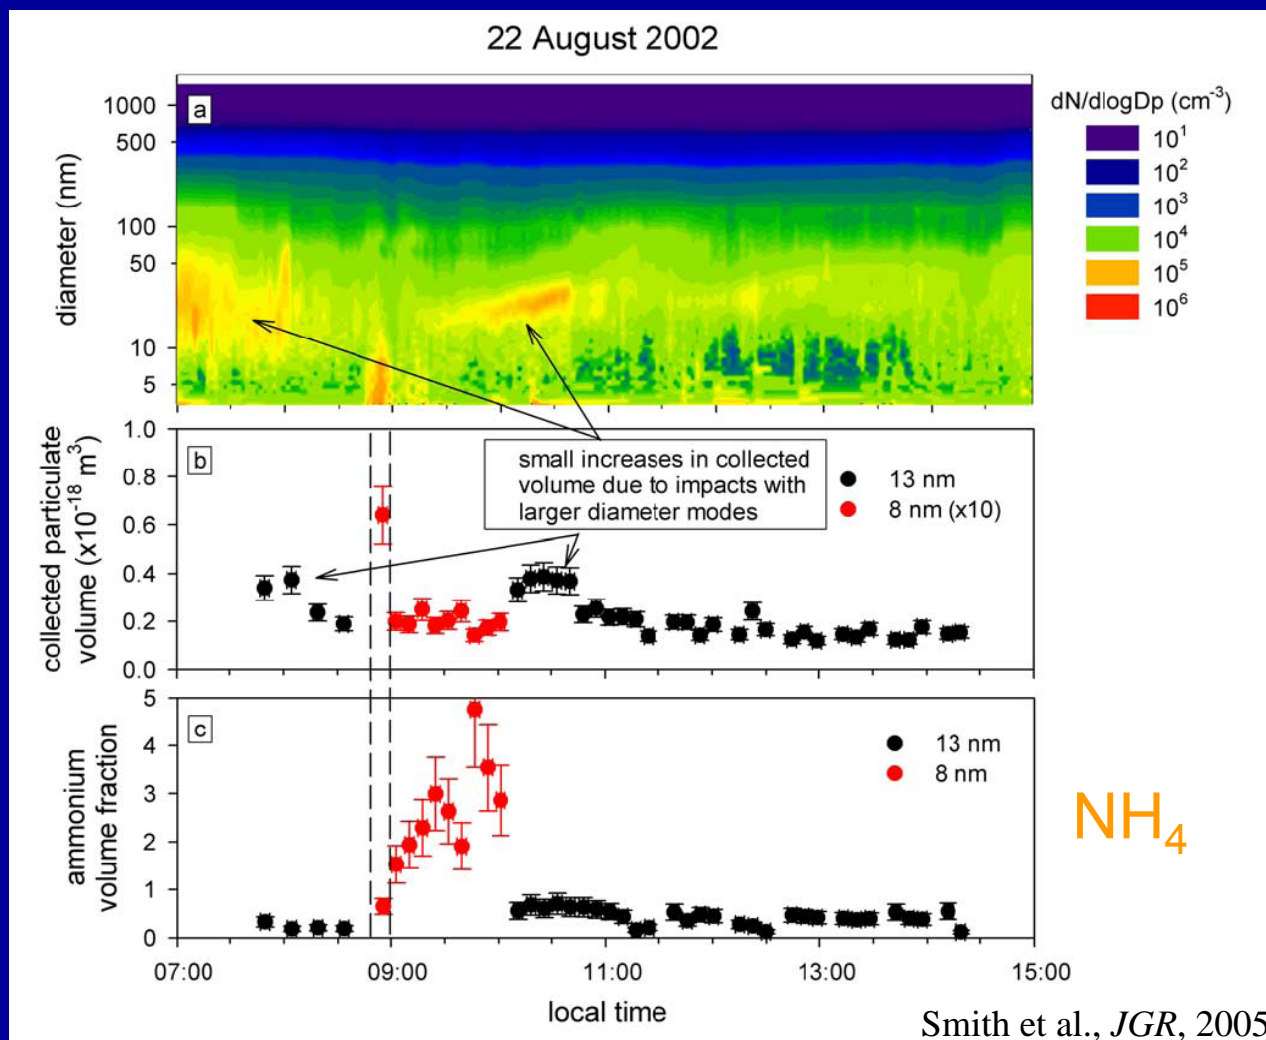 22 August 2002
a
diameter (nm)
1000
500
100
50
10
5
dN/dlogDp (cm⁻³)
10¹
10²
10³
10⁴
10⁵
10⁶
b
collected particulate
volume (x10⁻¹⁸ m³)
1.0
0.8
0.6
0.4
0.2
0.0
small increases in collected
volume due to impacts with
larger diameter modes
13 nm
8 nm (x10)
c
ammonium
volume fraction
5
4
3
2
1
0
13 nm
8 nm
NH₄
07:00 09:00 11:00 13:00 15:00
local time
Smith et al., JGR, 2005